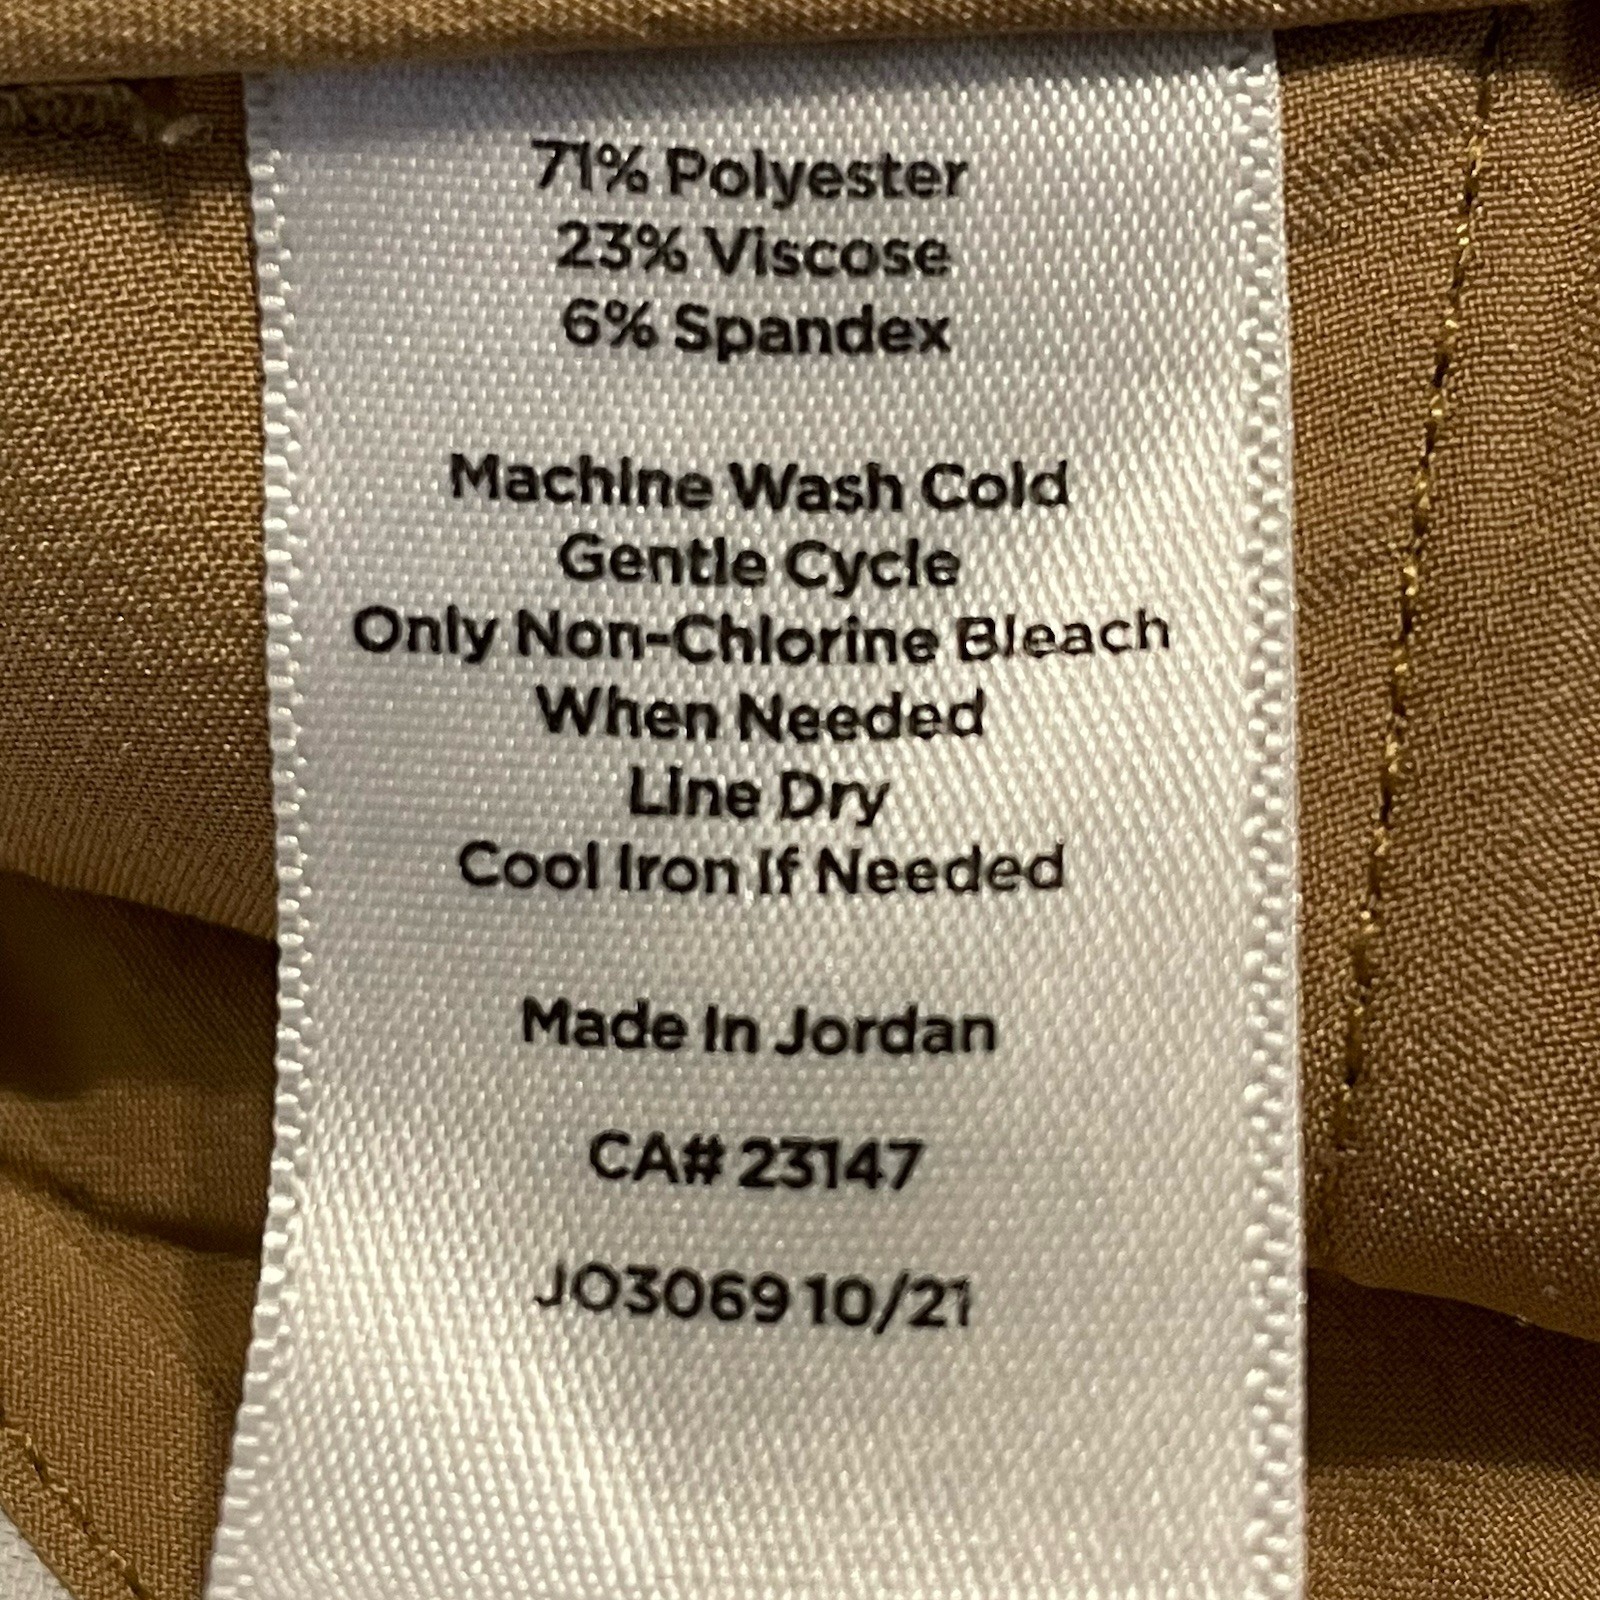 71% Polyester
23% Viscose
6% Spandex
Machine Wash Cold
Gentle Cycle
Only Non-Chlorine Bleach
When Needed
Line Dry
Cool Iron If Needed
Made In Jordan
CA# 23147
JO3069 10/21